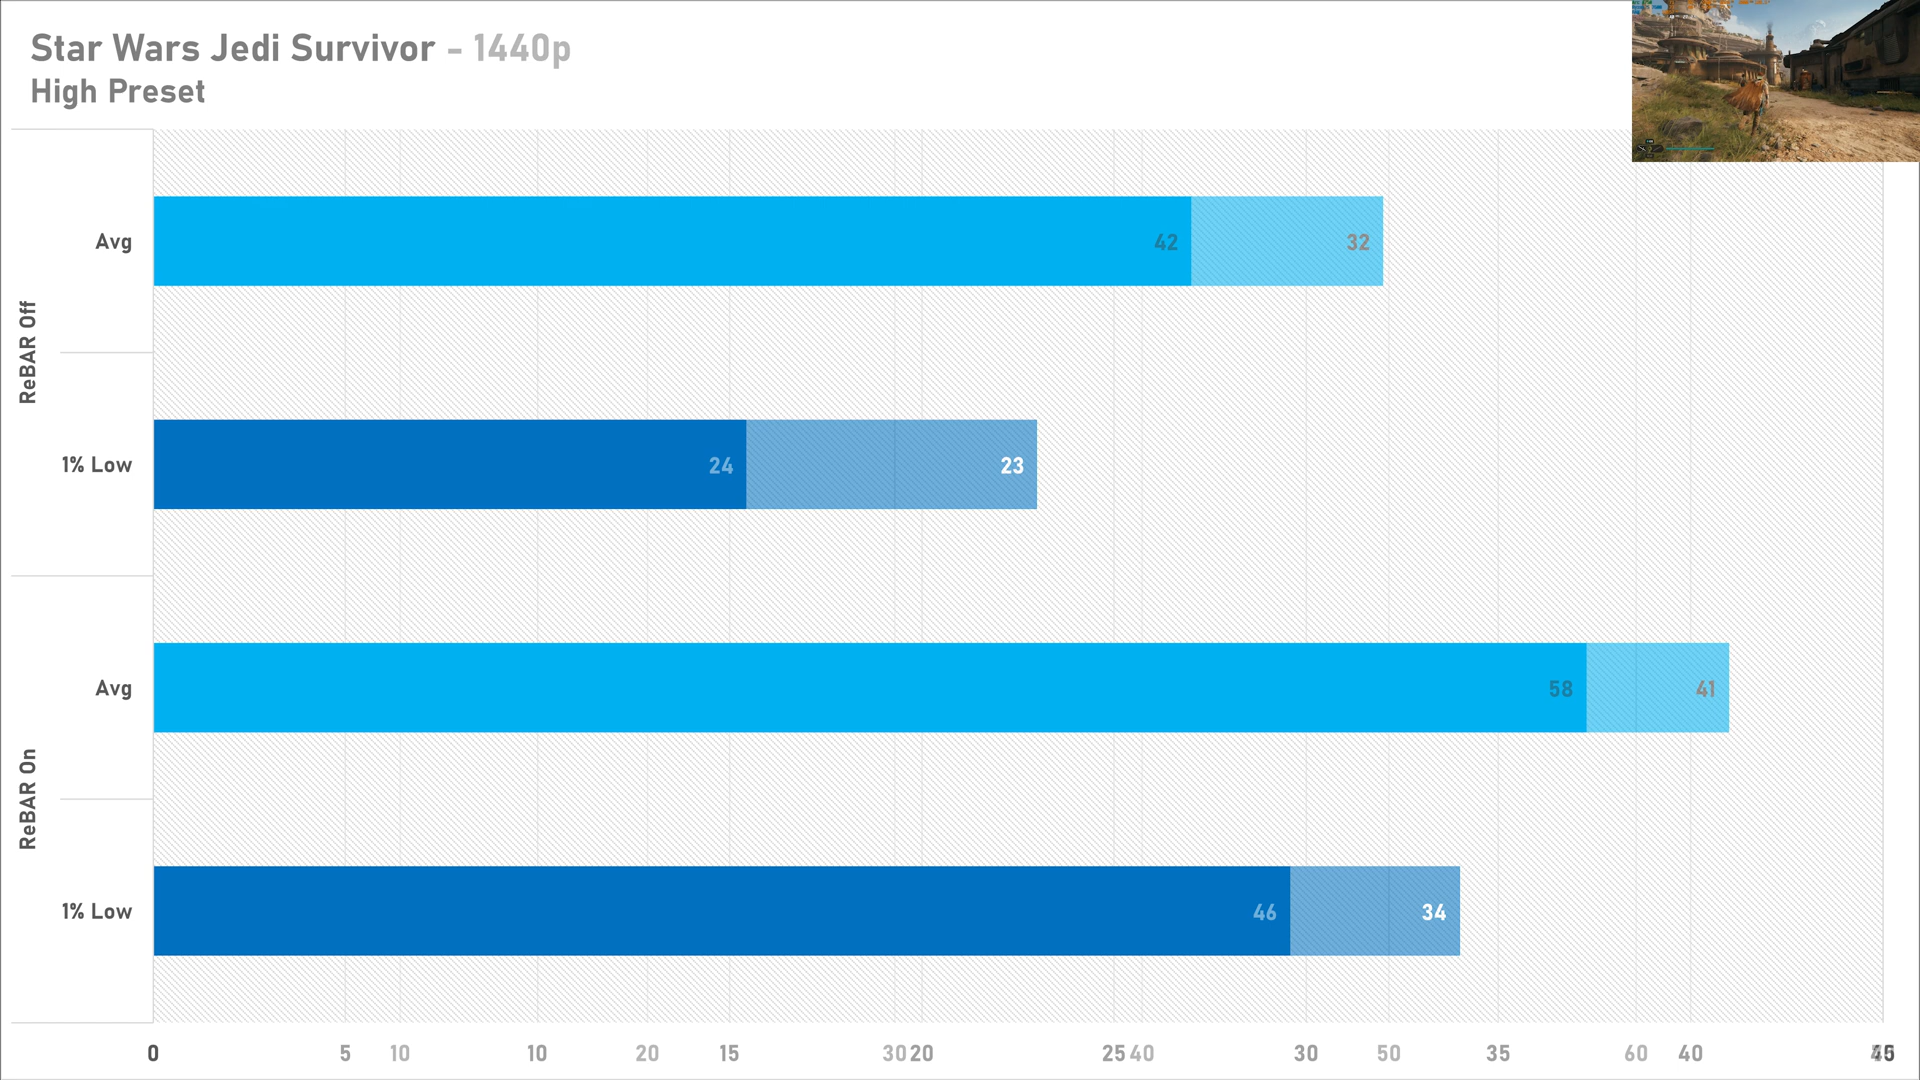 Star Wars Jedi Survivor - 1440p
High Preset
ReBAR Off
Avg
42
32
1% Low
24
23
ReBAR On
Avg
58
41
1% Low
46
34
0 5 10 10 20 15 30 20 25 40 30 50 35 60 40 45